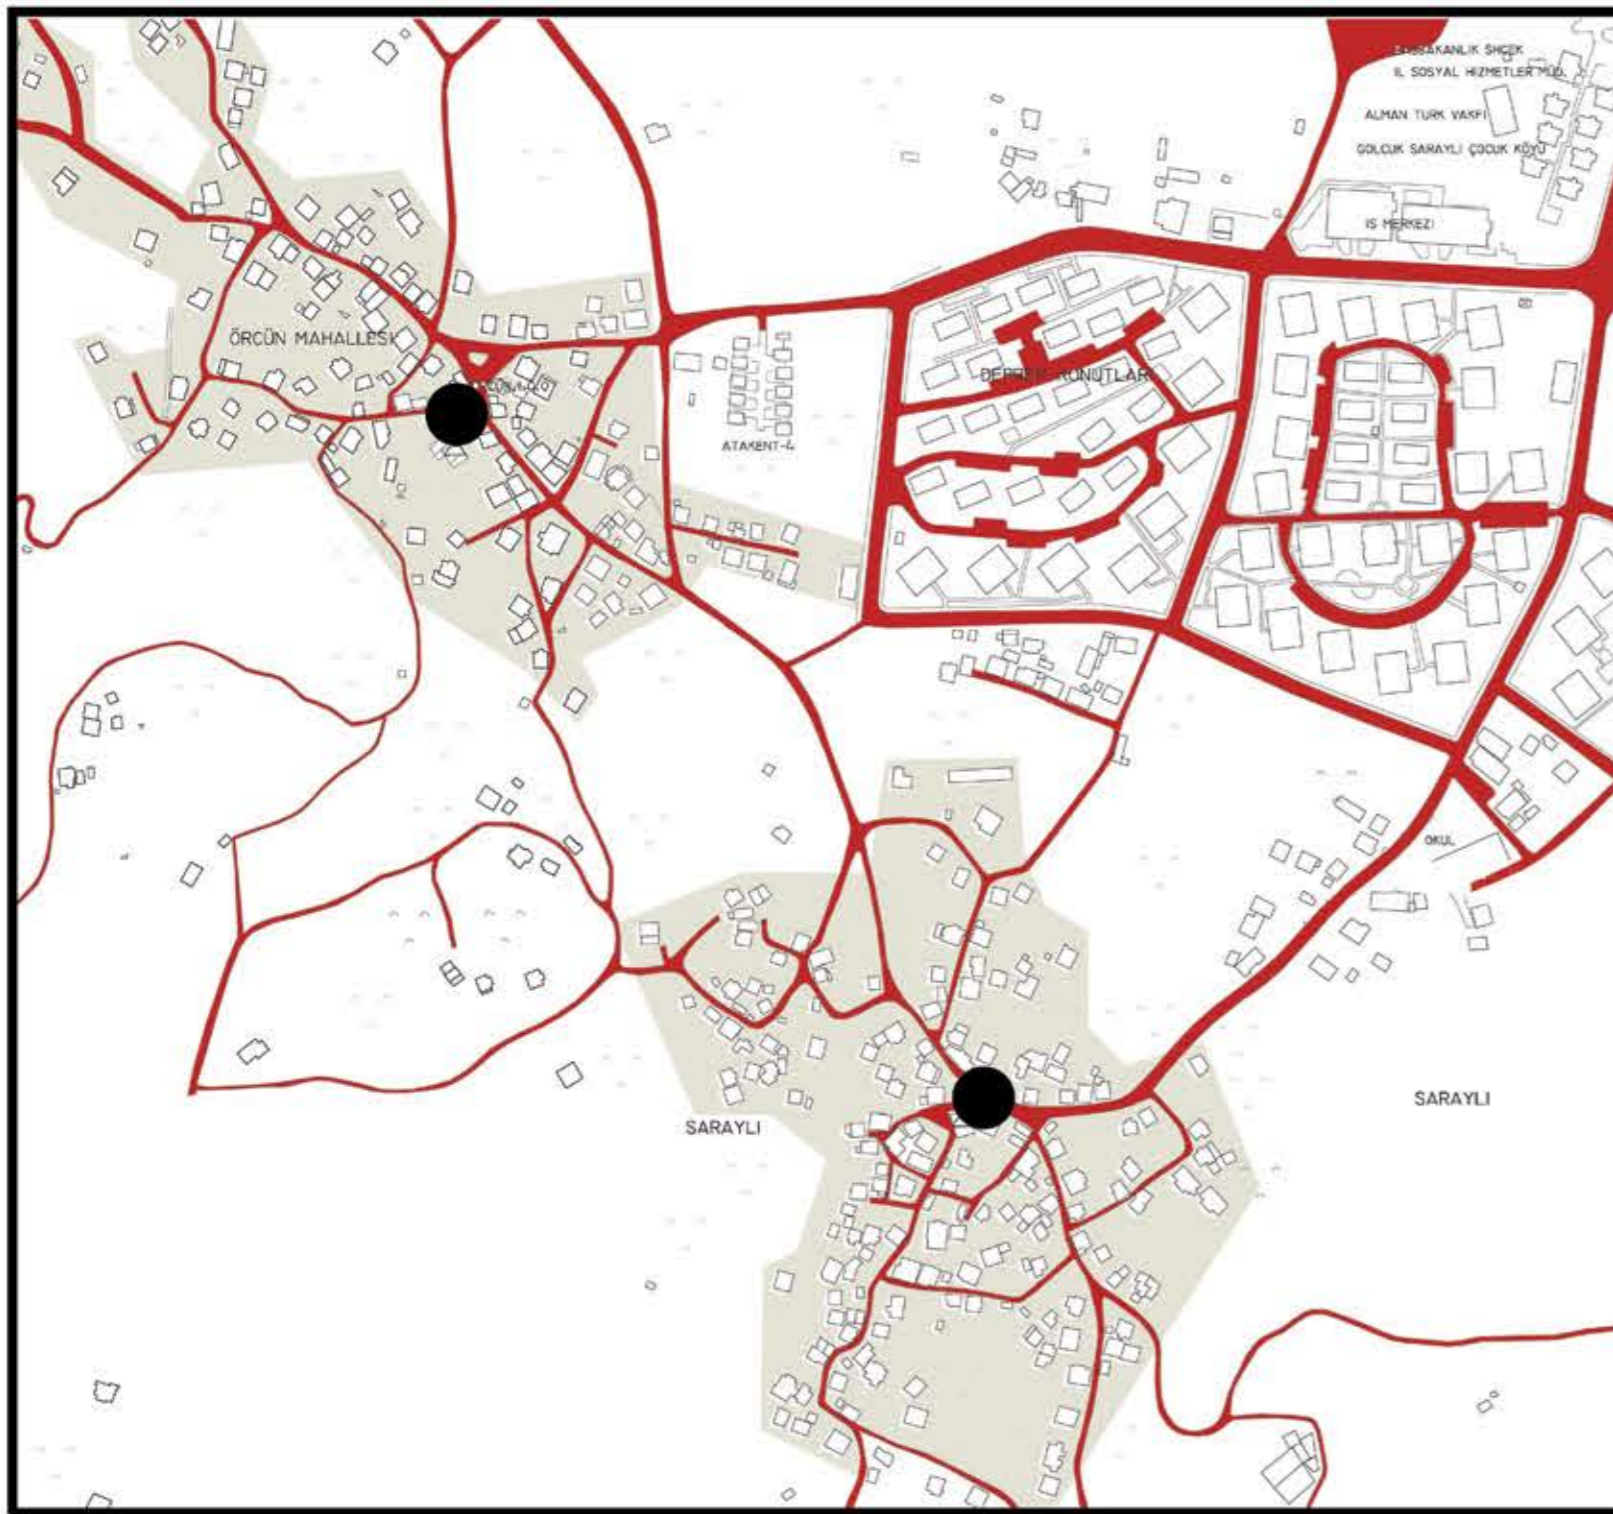 İL SOSYAL HİZMETLER MÜD.
ALMAN TÜRK VAKFI
GÖLCÜK SARAYLI ÇOCUK KÖYÜ
İŞ MERKEZİ
ÖRCÜN MAHALLESİ
DEPREM KONUTLARI
ATAKENT-4
OKUL
SARAYLI
SARAYLI